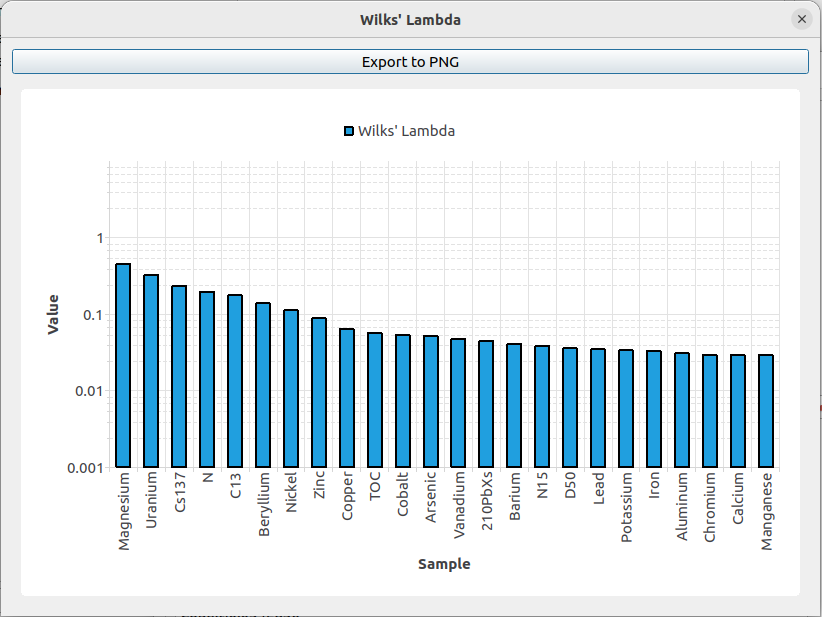 Wilks' Lambda
Export to PNG
Wilks' Lambda
1
0.1
0.01
0.001
Value
Magnesium
Uranium
Cs137
N
C13
Beryllium
Nickel
Zinc
Copper
TOC
Cobalt
Arsenic
Vanadium
210PbXs
Barium
N15
D50
Lead
Potassium
Iron
Aluminum
Chromium
Calcium
Manganese
Sample